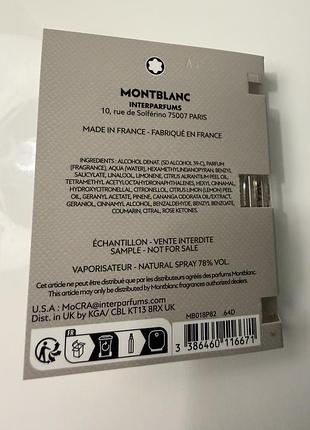 MONTBLANC
INTERPARFUMS
10, rue de Solférino 75007 PARIS
MADE IN FRANCE - FABRIQUÉ EN FRANCE
INGREDIENTS : ALCOHOL DENAT. (SD ALCOHOL 39-C), PARFUM
(FRAGRANCE), AQUA (WATER), HEXAMETHYLINDANOPYRAN, BENZYL
SALICYLATE, LINALOOL, LIMONENE, CITRUS AURANTIUM PEEL OIL,
TETRAMETHYL ACETYLOCTAHYDRONAPHTHALENES, HEXYL CINNAMAL,
HYDROXYCITRONELLAL, CITRONELLOL, CITRUS LIMON (LEMON) PEEL
OIL, GERANYL ACETATE, PINENE, CANANGA ODORATA OIL/EXTRACT,
GERANIOL, CINNAMYL ALCOHOL, BENZALDEHYDE, BENZYL BENZOATE,
COUMARIN, CITRAL, ROSE KETONES.
ÉCHANTILLON - VENTE INTERDITE
SAMPLE - NOT FOR SALE
VAPORISATEUR - NATURAL SPRAY 78% VOL.
Cet article ne peut être distribué que par les distributeurs agréés des parfums Montblanc.
This article may only be distributed by Montblanc fragrances authorized dealers.
U.S.A : MoCRA@interparfums.com
Dist. in UK by KGA/ CBL KT13 8RX UK
FR
MB018P82 .64D
3 386460 116671